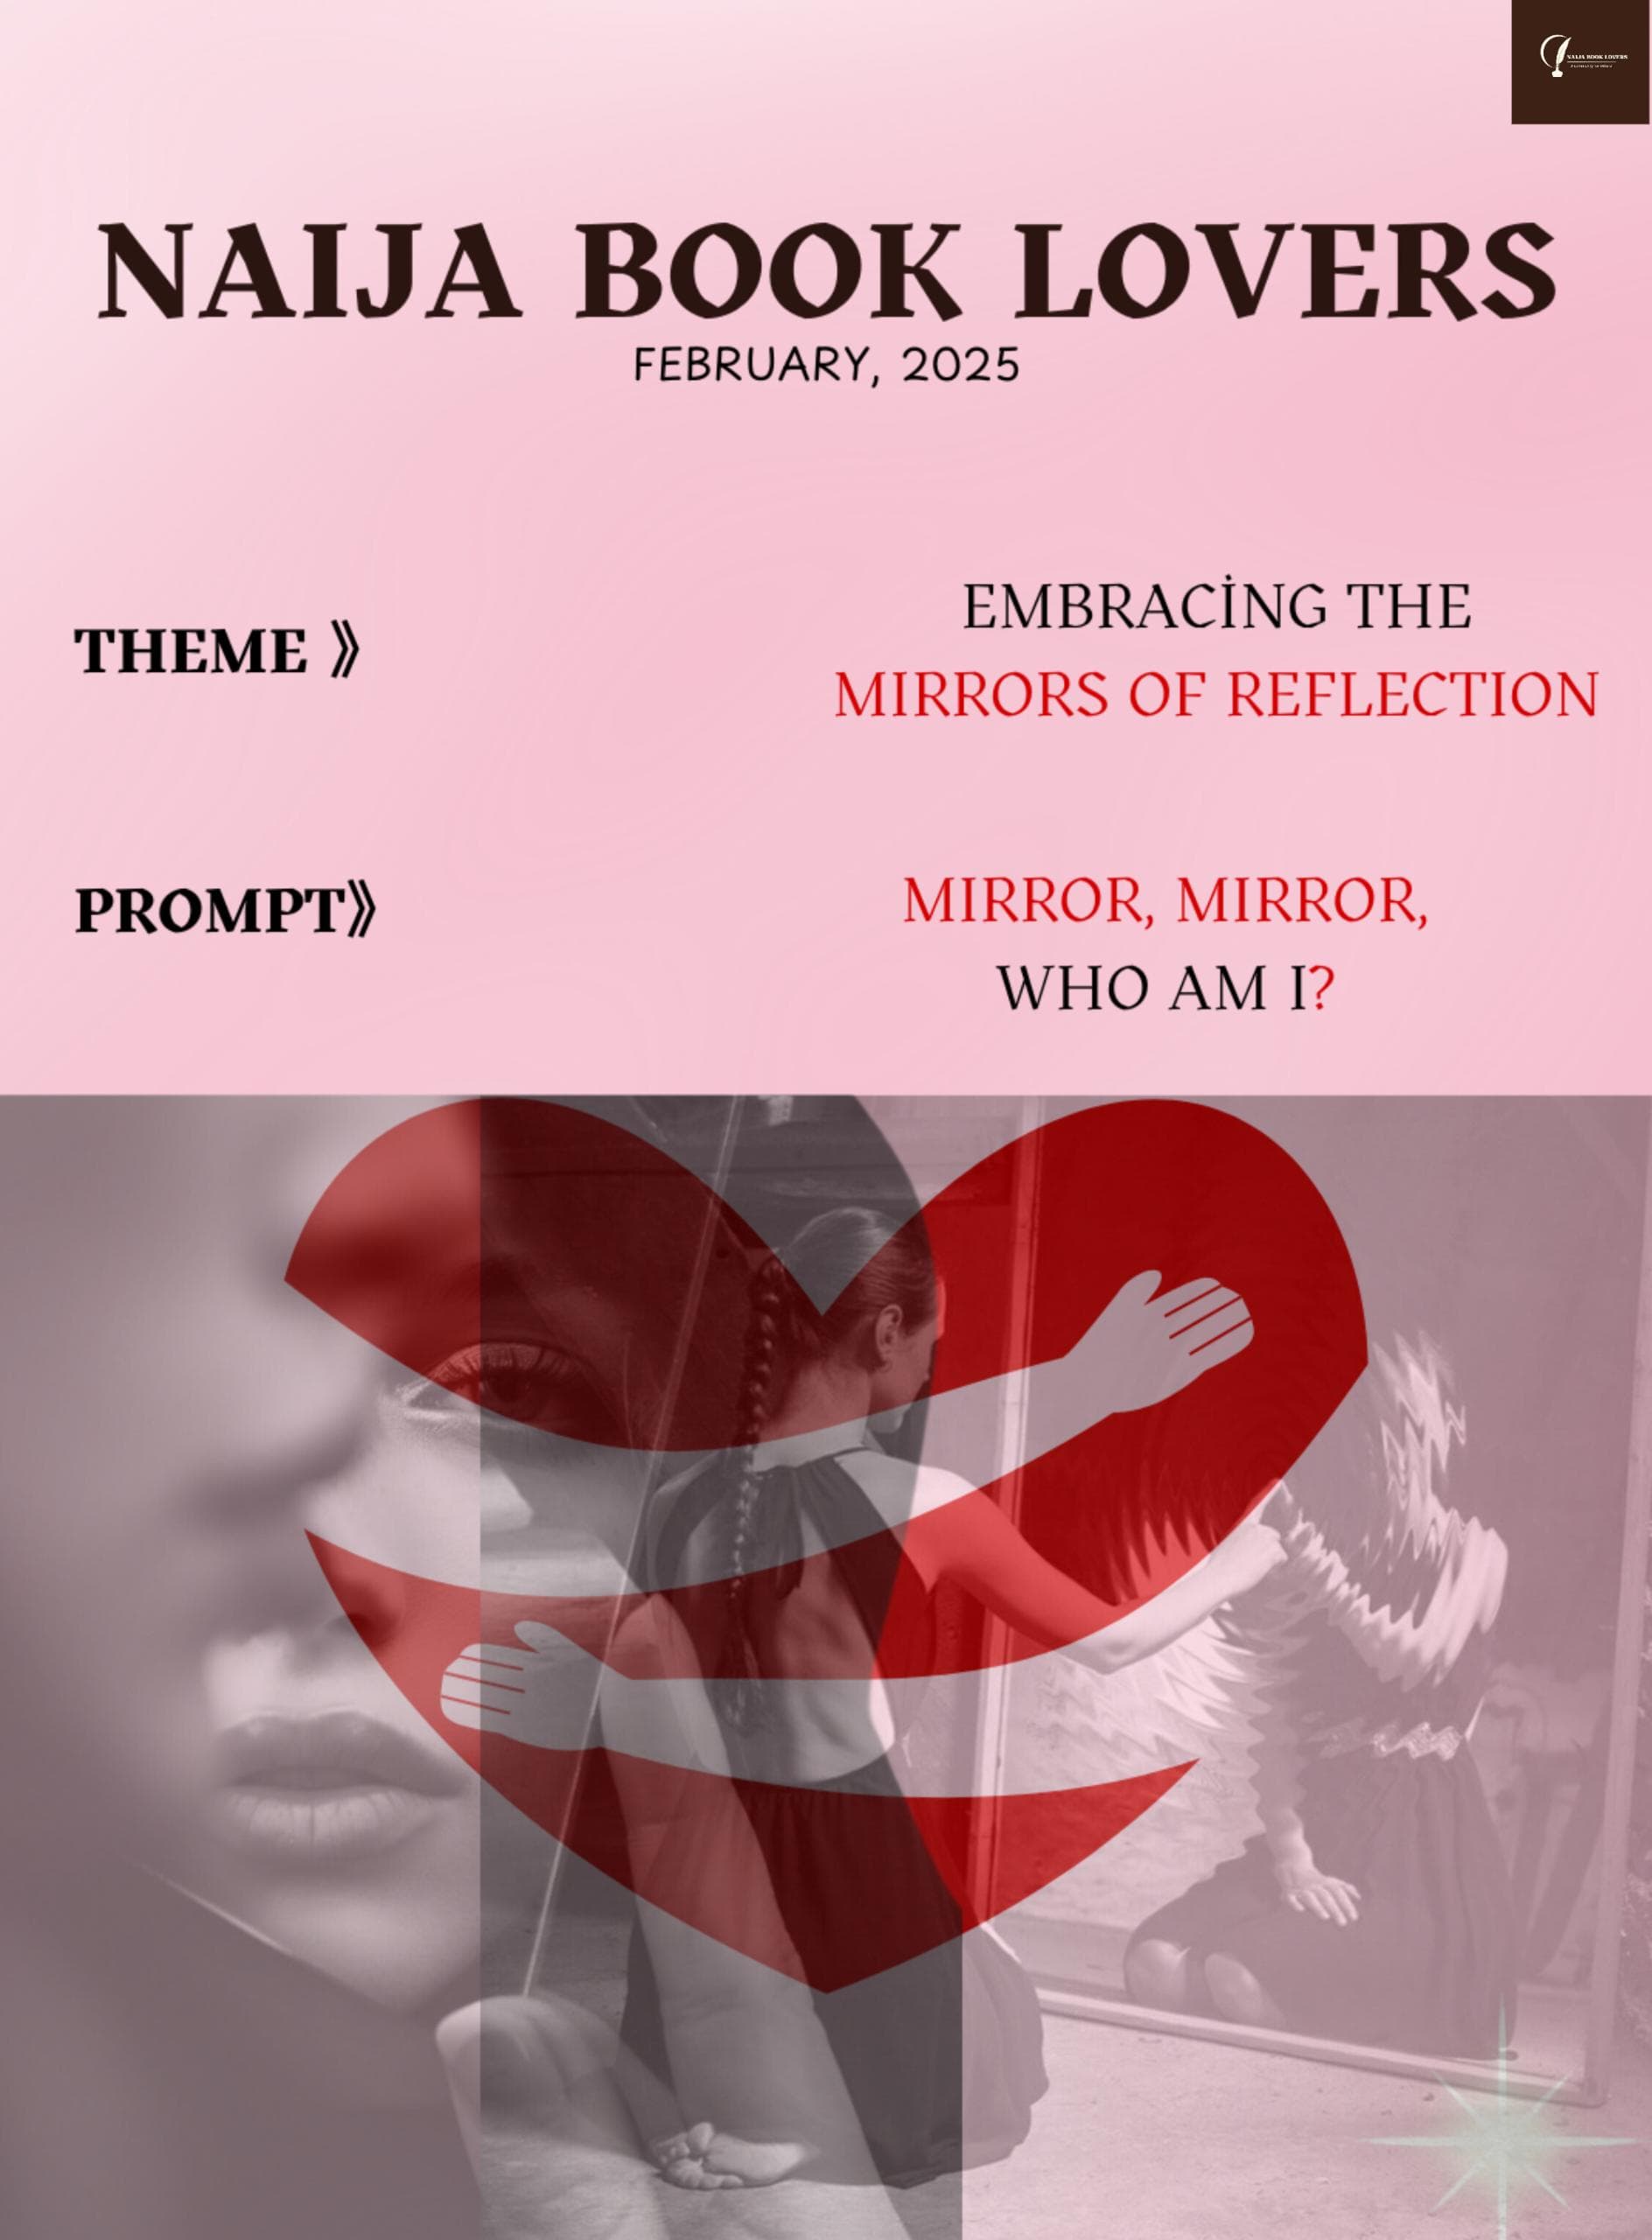 NAIJA BOOK LOVERS
NAIJA BOOK LOVERS
FEBRUARY, 2025
THEME⟫
EMBRACİNG THE
MIRRORS OF REFLECTION
PROMPT⟫
MIRROR, MIRROR,
WHO AM I?